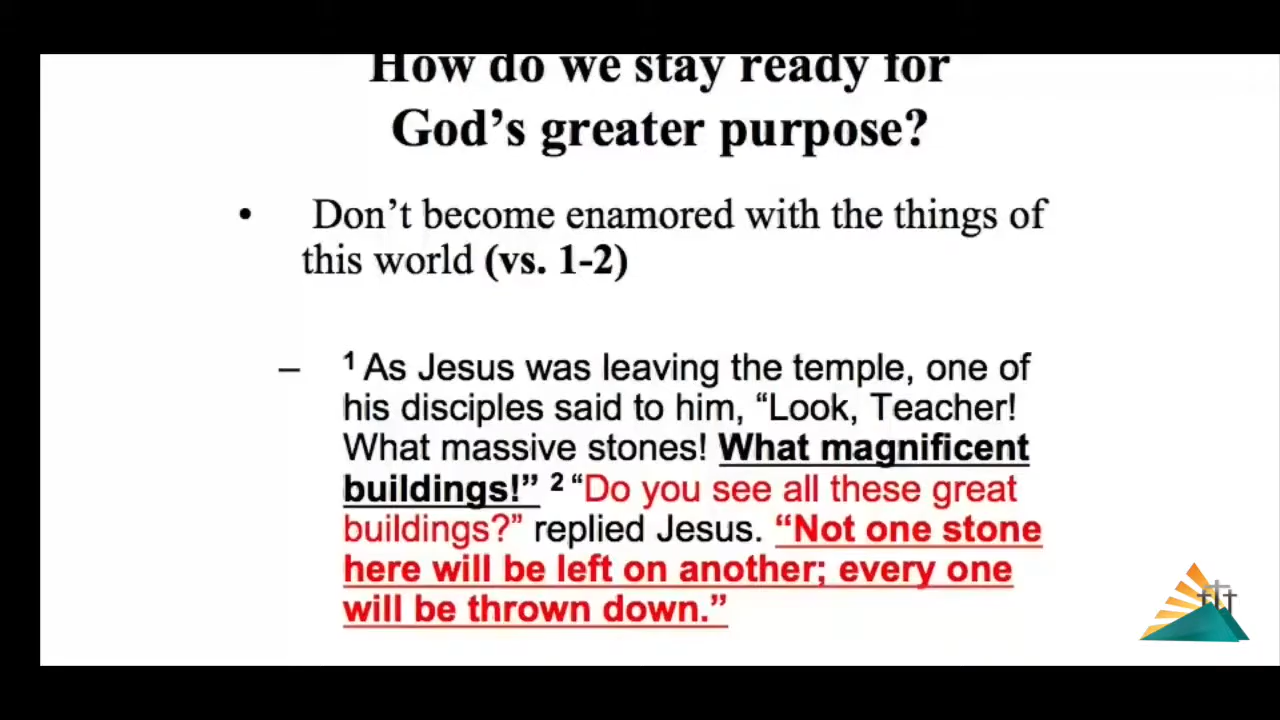 How do we stay ready for
God’s greater purpose?
• Don’t become enamored with the things of
this world (vs. 1-2)
– ¹ As Jesus was leaving the temple, one of
his disciples said to him, “Look, Teacher!
What massive stones! What magnificent
buildings!” ² “Do you see all these great
buildings?” replied Jesus. “Not one stone
here will be left on another; every one
will be thrown down.”